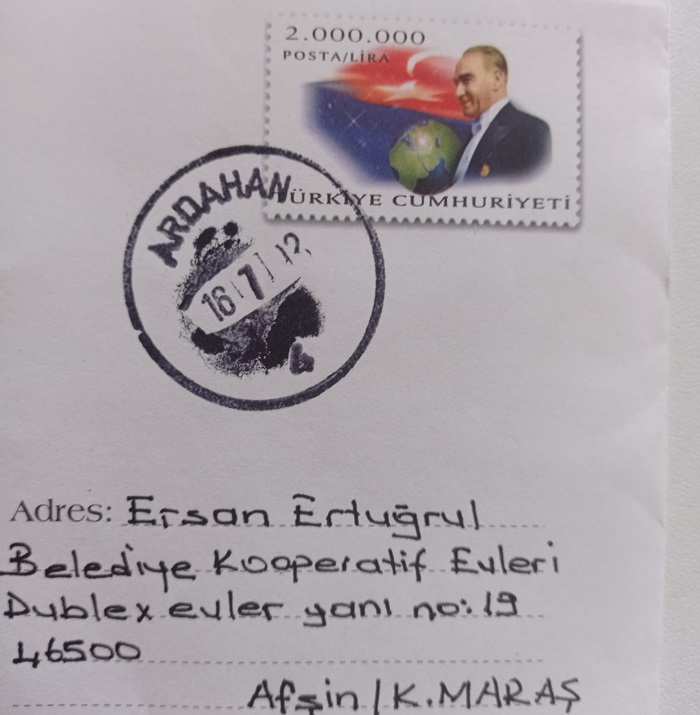 2.000.000
POSTA/LİRA
TÜRKİYE CUMHURİYETİ
ARDAHAN
16 7 12
4
Adres: Ersan Ertuğrul
Belediye Kooperatif Evleri
Dublex evler yanı no: 19
46500
Afşin / K.MARAŞ